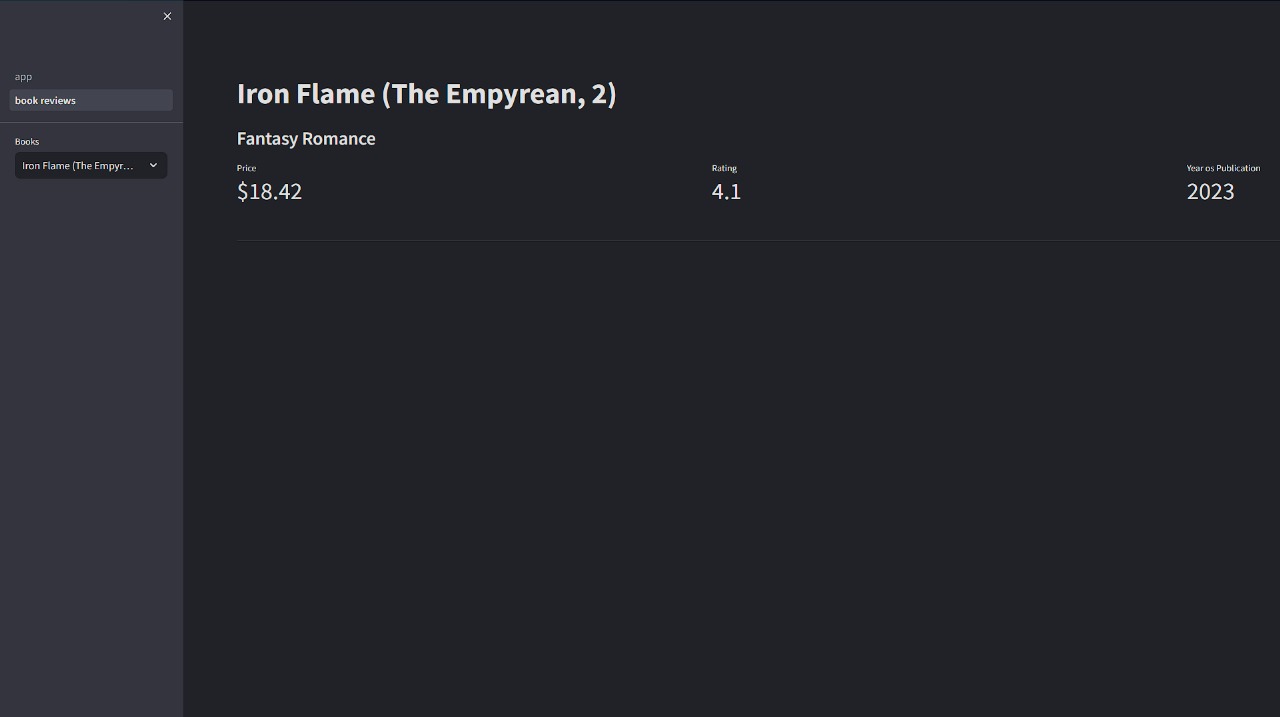 app
book reviews
Books
Iron Flame (The Empyr...
Iron Flame (The Empyrean, 2)
Fantasy Romance
Price
$18.42
Rating
4.1
Year os Publication
2023